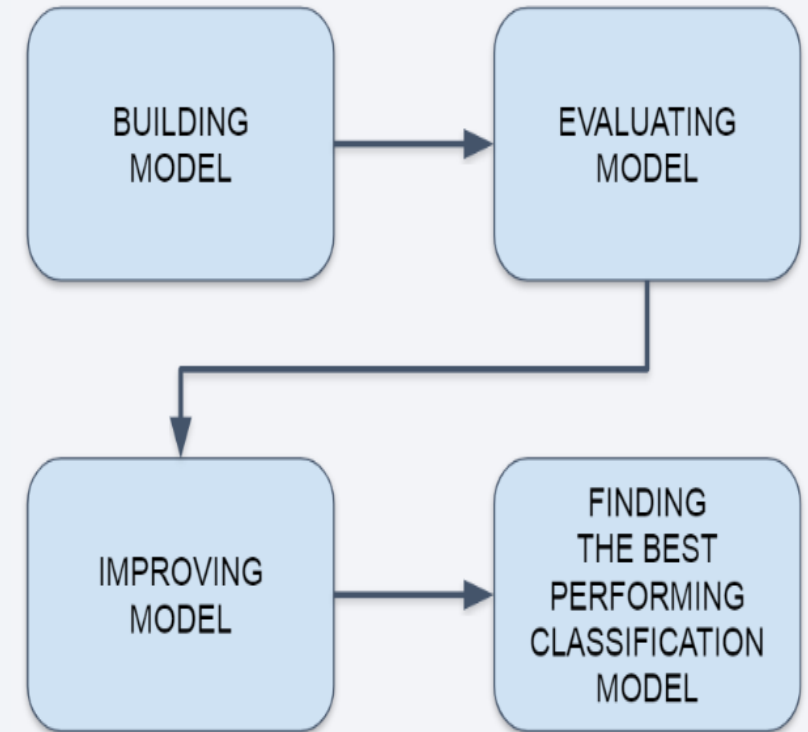 BUILDING
MODEL
EVALUATING
MODEL
IMPROVING
MODEL
FINDING
THE BEST
PERFORMING
CLASSIFICATION
MODEL